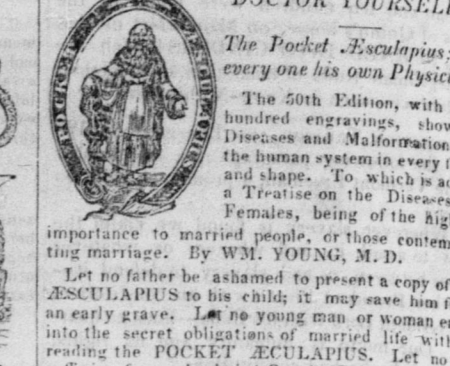 DOCTOR YOURSEL
The Pocket Æsculapius;
every one his own Physic
The 50th Edition, with
hundred engravings, show
Diseases and Malformation
the human system in every
and shape. To which is a
a Treatise on the Diseases
Females, being of the hig
importance to married people, or those contem
ting marriage. By WM. YOUNG, M. D.
Let no father be ashamed to present a copy of
ÆSCULAPIUS to his child; it may save him f
an early grave. Let no young man or woman e
into the secret obligations of married life wit
reading the POCKET ÆCULAPIUS. Let no